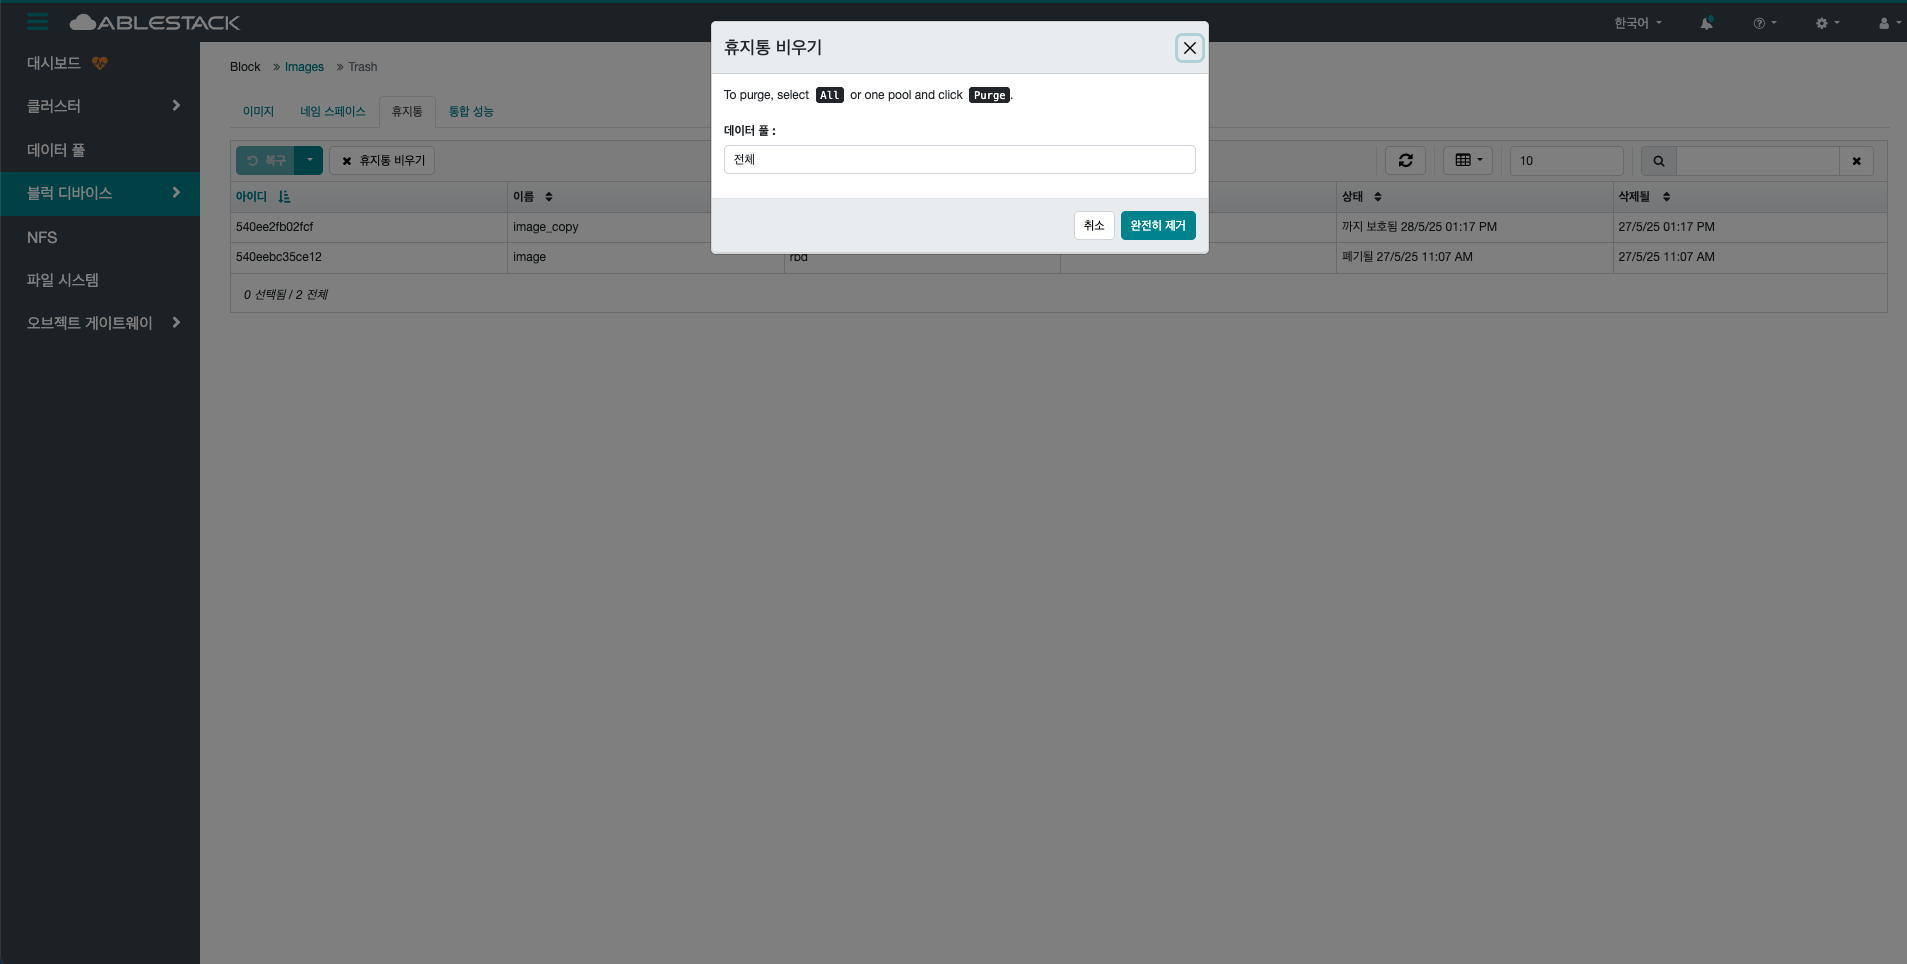 ABLESTACK
한국어
대시보드
클러스터
데이터 풀
블럭 디바이스
NFS
파일 시스템
오브젝트 게이트웨이
Block » Images » Trash
이미지 네임 스페이스 휴지통 통합 성능
복구 휴지통 비우기 10
아이디 이름 상태 삭제될
540ee2fb02fcf image_copy 까지 보호됨 28/5/25 01:17 PM 27/5/25 01:17 PM
540eebc35ce12 image rbd 폐기될 27/5/25 11:07 AM 27/5/25 11:07 AM
0 선택됨 / 2 전체
휴지통 비우기
To purge, select All or one pool and click Purge.
데이터 풀 :
전체
취소 완전히 제거